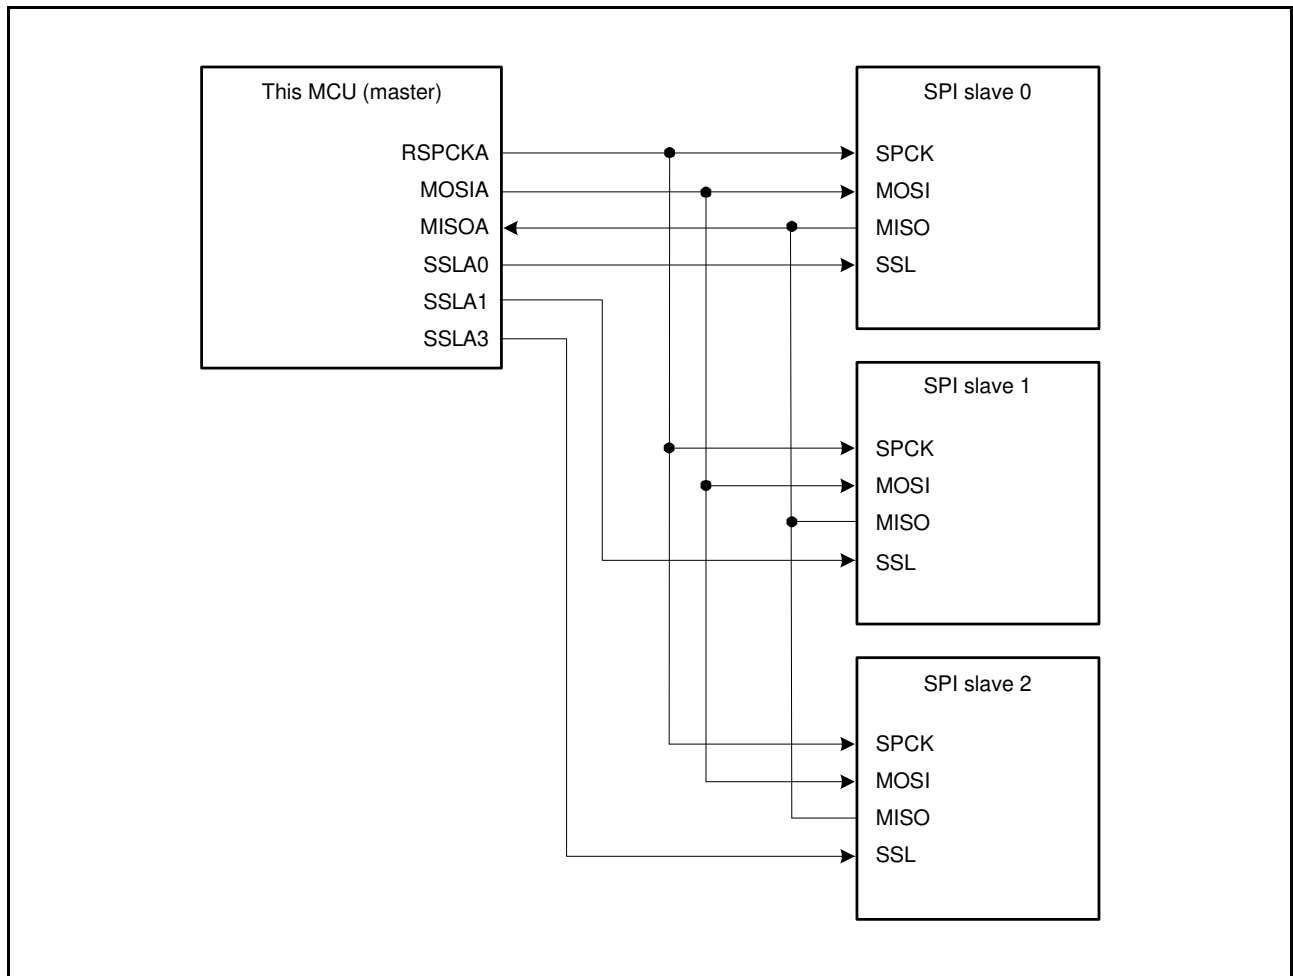 This MCU (master)
RSPCKA
MOSIA
MISOA
SSLA0
SSLA1
SSLA3
SPI slave 0
SPCK
MOSI
MISO
SSL
SPI slave 1
SPCK
MOSI
MISO
SSL
SPI slave 2
SPCK
MOSI
MISO
SSL